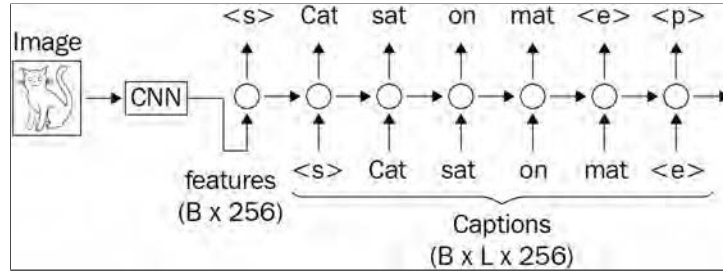 <s> Cat sat on mat <e> <p>
Image
CNN
<s> Cat sat on mat <e>
features
(B x 256)
Captions
(B x L x 256)